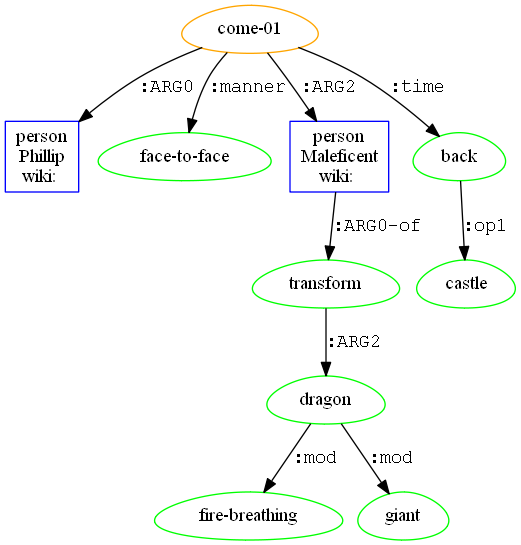 come-01
:ARG0
:manner
:ARG2
:time
person
Phillip
wiki:
face-to-face
person
Maleficent
wiki:
back
:ARG0-of
:op1
transform
castle
:ARG2
dragon
:mod
:mod
fire-breathing
giant